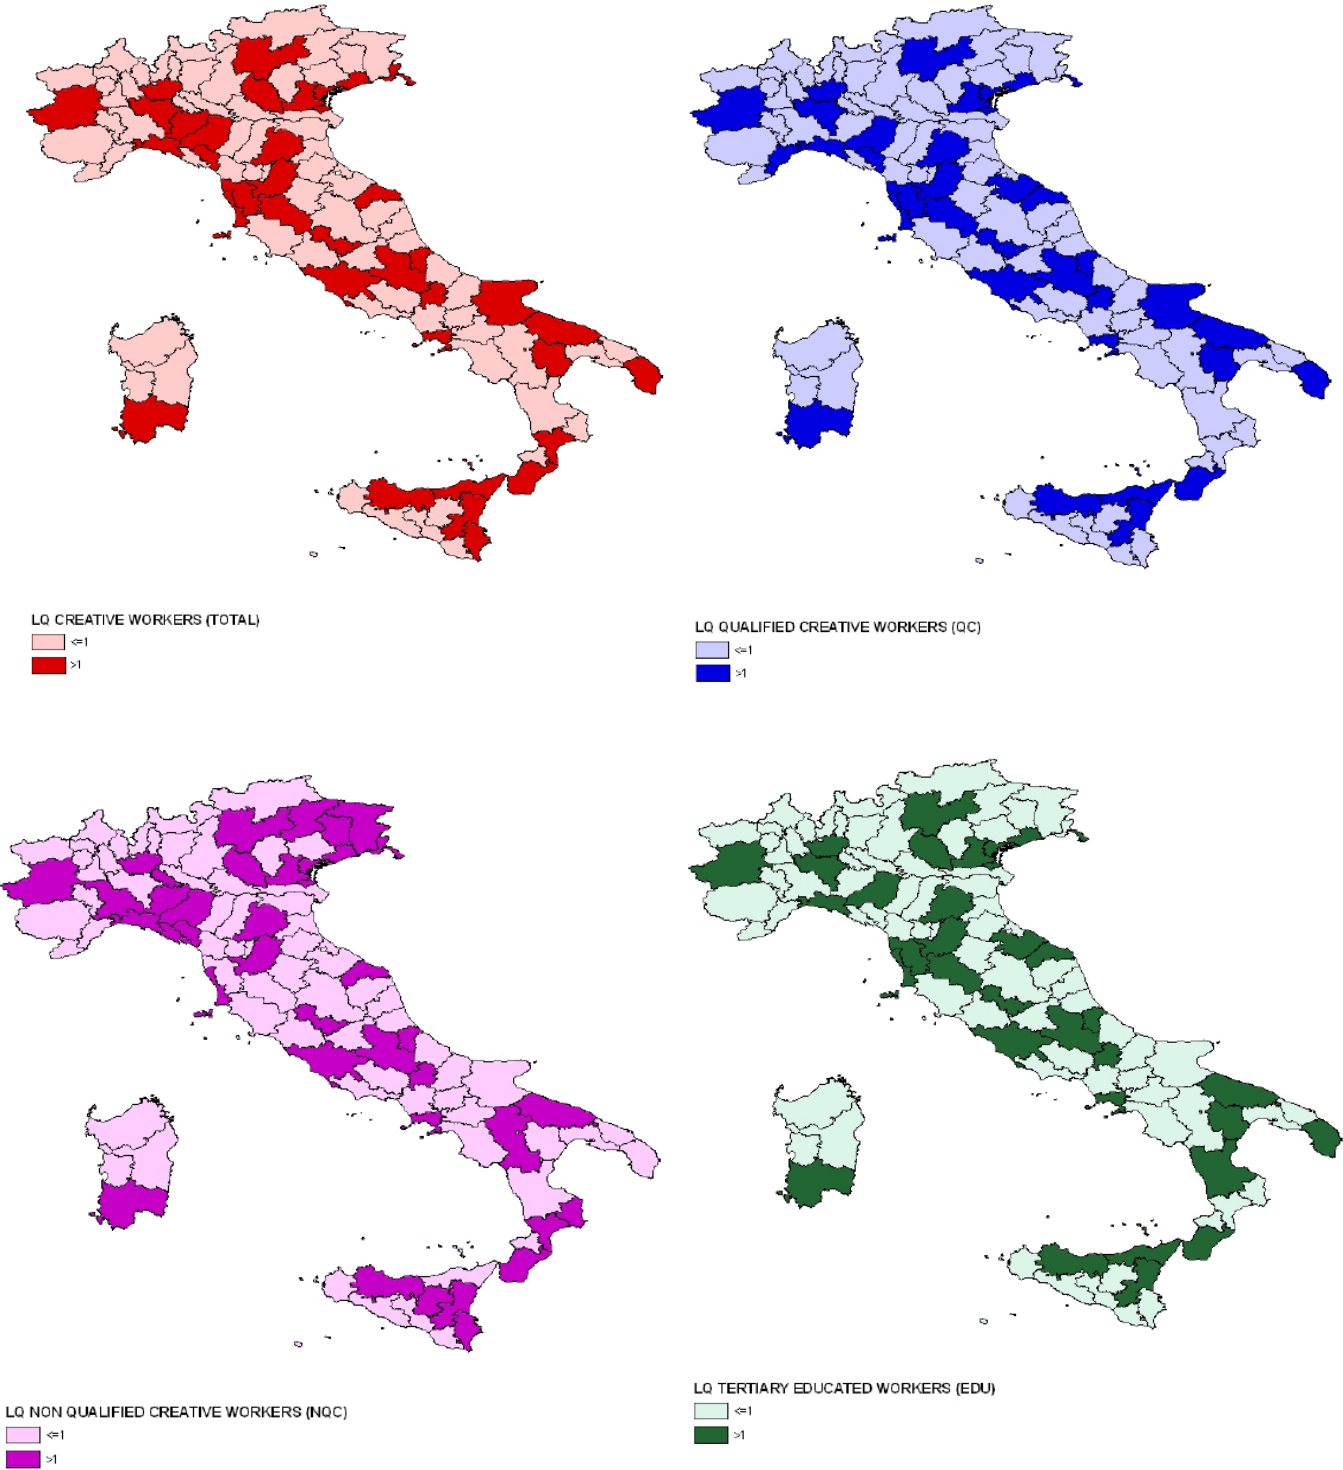 LQ CREATIVE WORKERS (TOTAL)
<=1
>1
LQ QUALIFIED CREATIVE WORKERS (QC)
<=1
>1
LQ NON QUALIFIED CREATIVE WORKERS (NQC)
<=1
>1
LQ TERTIARY EDUCATED WORKERS (EDU)
<=1
>1